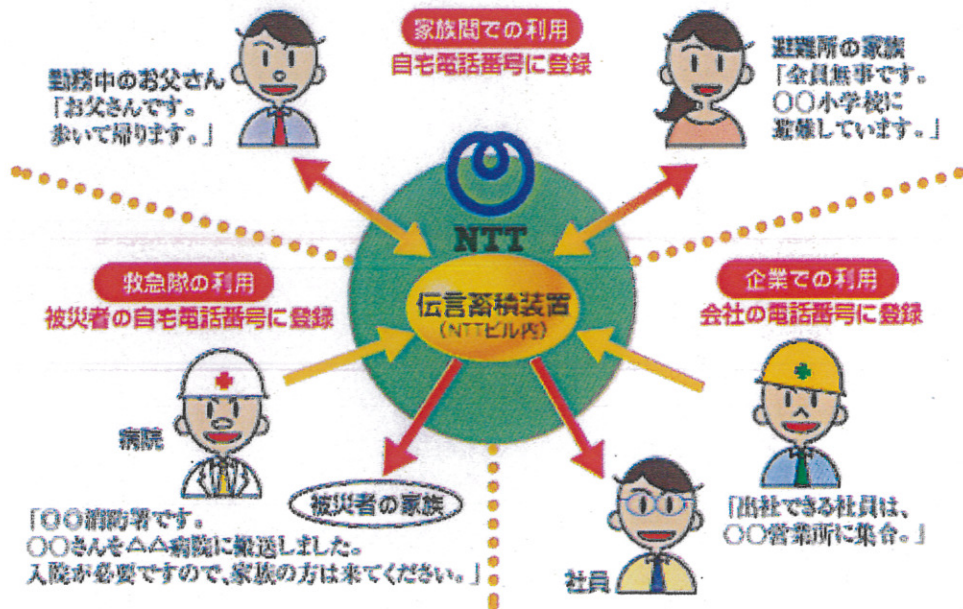 家族間での利用
自宅電話番号に登録
勤務中のお父さん
「お父さんです。
歩いて帰ります。」
避難所の家族
「全員無事です。
〇〇小学校に
避難しています。」
NTT
伝言蓄積装置
(NTTビル内)
救急隊の利用
被災者の自宅電話番号に登録
病院
「〇〇消防署です。
〇〇さんを△△病院に搬送しました。
入院が必要ですので、家族の方は来てください。」
被災者の家族
企業での利用
会社の電話番号に登録
「出社できる社員は、
〇〇営業所に集合。」
社員